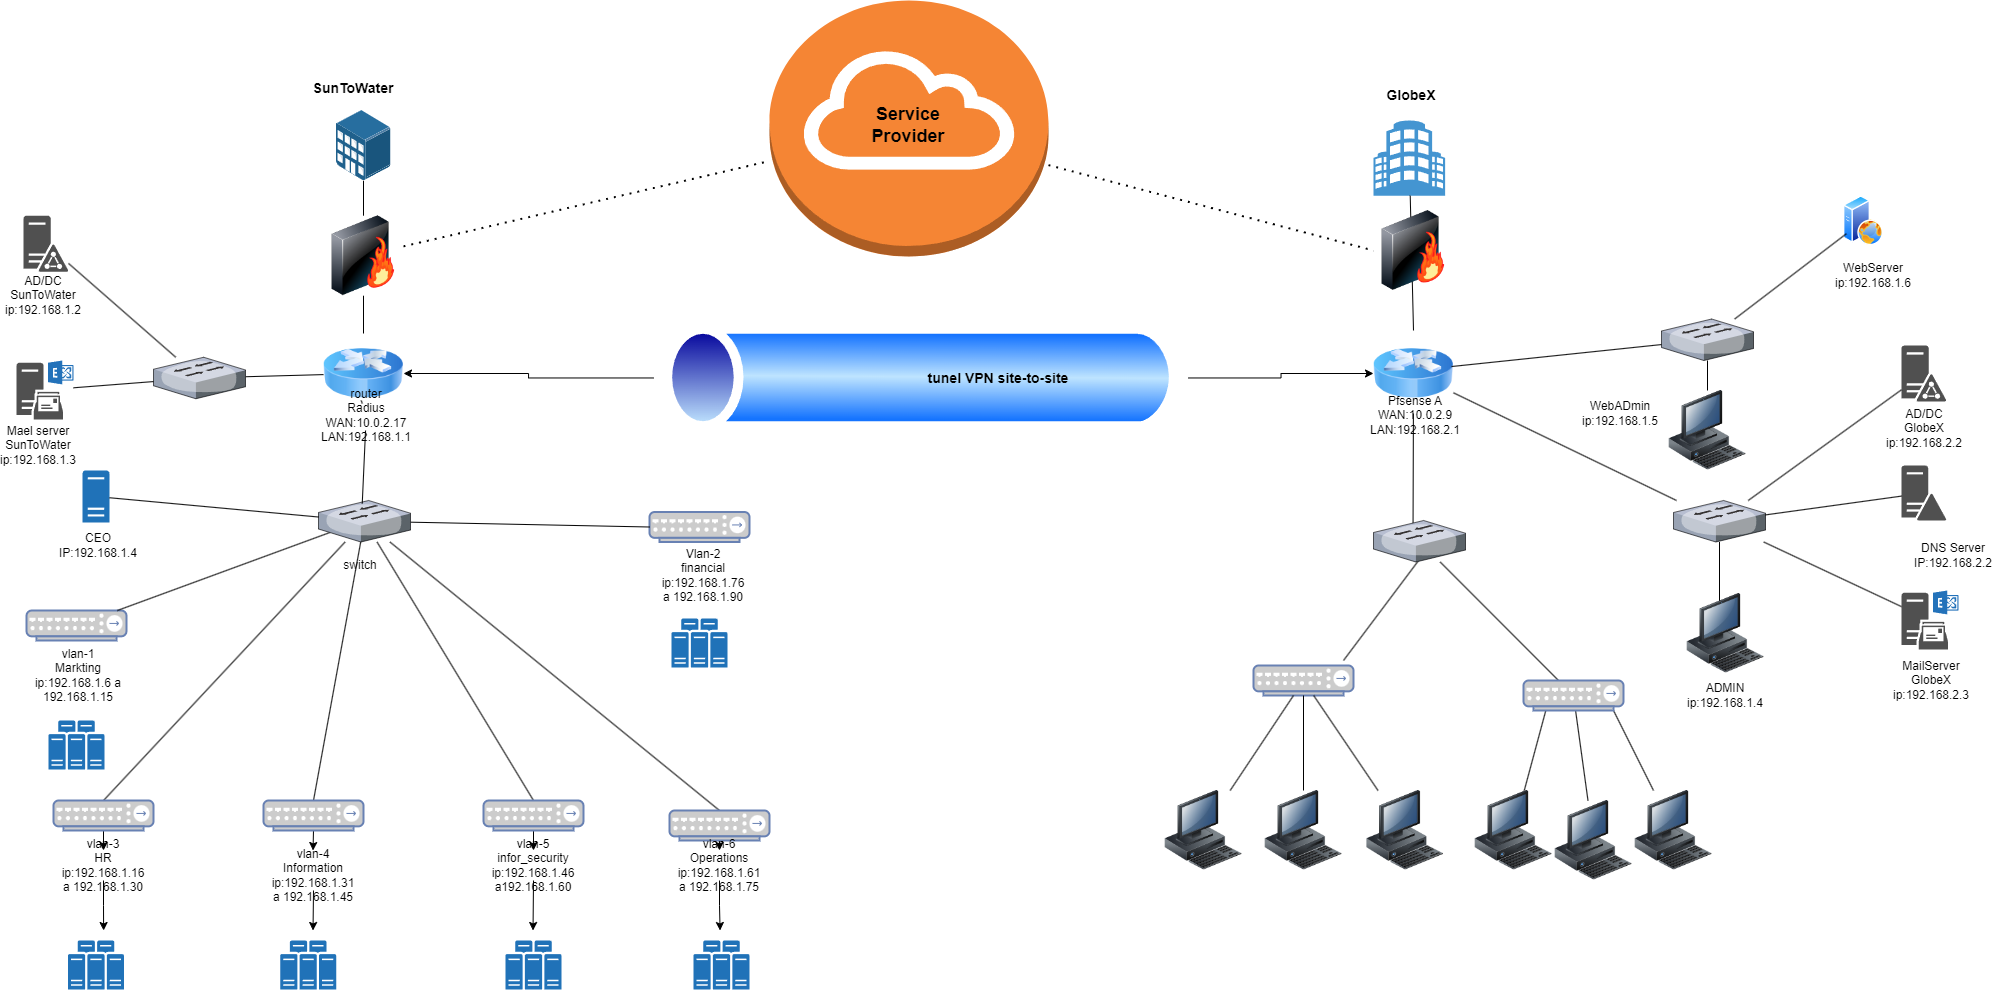 SunToWater
Service
Provider
GlobeX
AD/DC
SunToWater
ip:192.168.1.2
WebServer
ip:192.168.1.6
router
Radius
WAN:10.0.2.17
LAN:192.168.1.1
tunel VPN site-to-site
Pfsense A
WAN:10.0.2.9
LAN:192.168.2.1
WebADmin
ip:192.168.1.5
AD/DC
GlobeX
ip:192.168.2.2
Mael server
SunToWater
ip:192.168.1.3
CEO
IP:192.168.1.4
switch
Vlan-2
financial
ip:192.168.1.76
a 192.168.1.90
DNS Server
IP:192.168.2.2
vlan-1
Markting
ip:192.168.1.6 a
192.168.1.15
ADMIN
ip:192.168.1.4
MailServer
GlobeX
ip:192.168.2.3
vlan-3
HR
ip:192.168.1.16
a 192.168.1.30
vlan-4
Information
ip:192.168.1.31
a 192.168.1.45
vlan-5
infor_security
ip:192.168.1.46
a192.168.1.60
vlan-6
Operations
ip:192.168.1.61
a 192.168.1.75